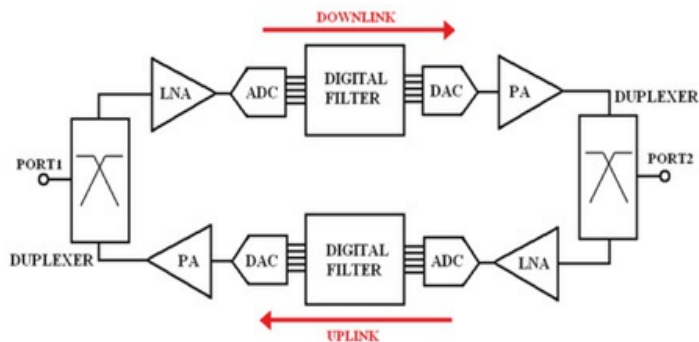 DOWNLINK
LNA
ADC
DIGITAL
FILTER
DAC
PA
DUPLEXER
PORT1
PORT2
DUPLEXER
PA
DAC
DIGITAL
FILTER
ADC
LNA
UPLINK